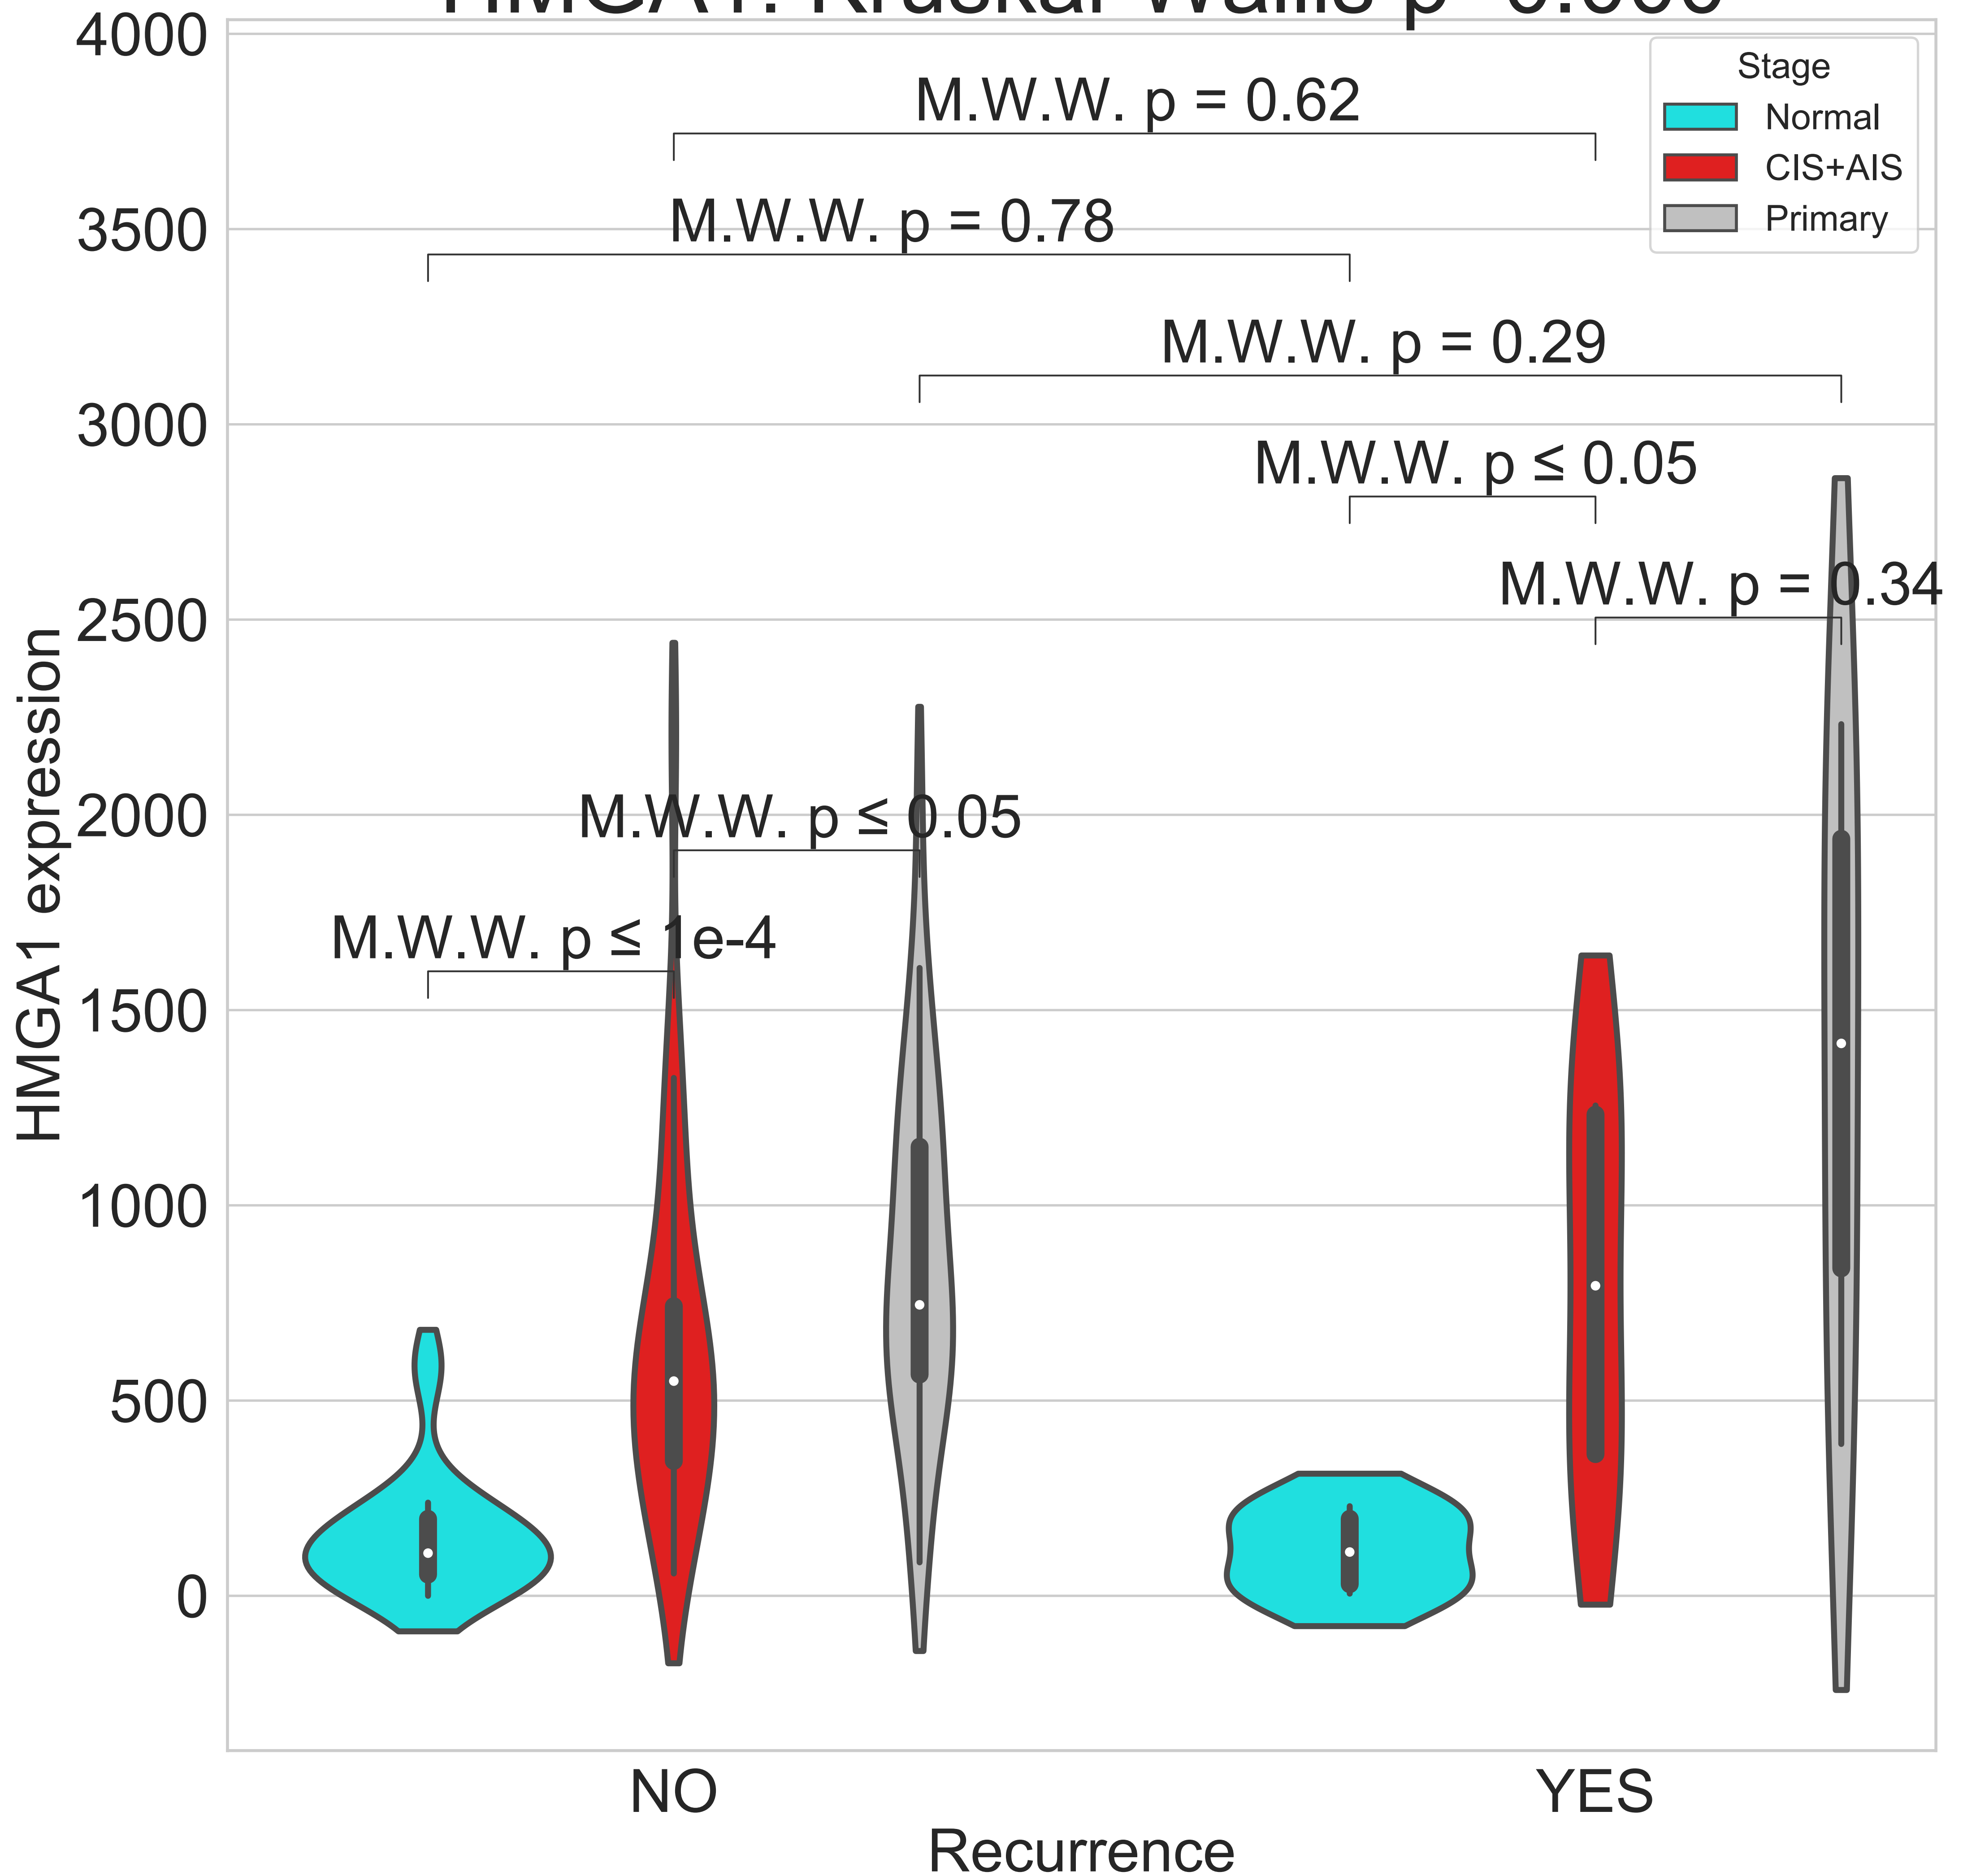 4000
3500
3000
2500
2000
1500
1000
500
0
HMGA1 expression
Stage
Normal
CIS+AIS
Primary
M.W.W. p = 0.62
M.W.W. p = 0.78
M.W.W. p = 0.29
M.W.W. p ≤ 0.05
M.W.W. p = 0.34
M.W.W. p ≤ 0.05
M.W.W. p ≤ 1e-4
NO
YES
Recurrence